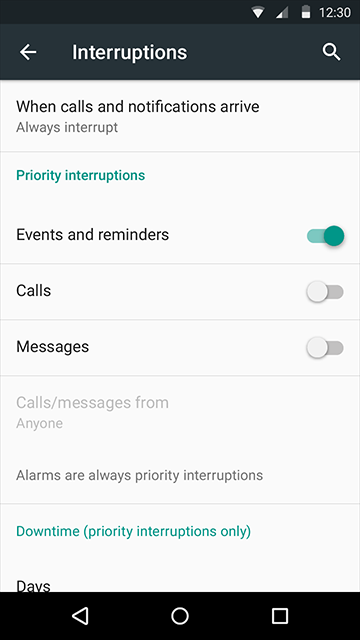 12:30
Interruptions
When calls and notifications arrive
Always interrupt
Priority interruptions
Events and reminders
Calls
Messages
Calls/messages from
Anyone
Alarms are always priority interruptions
Downtime (priority interruptions only)
Days